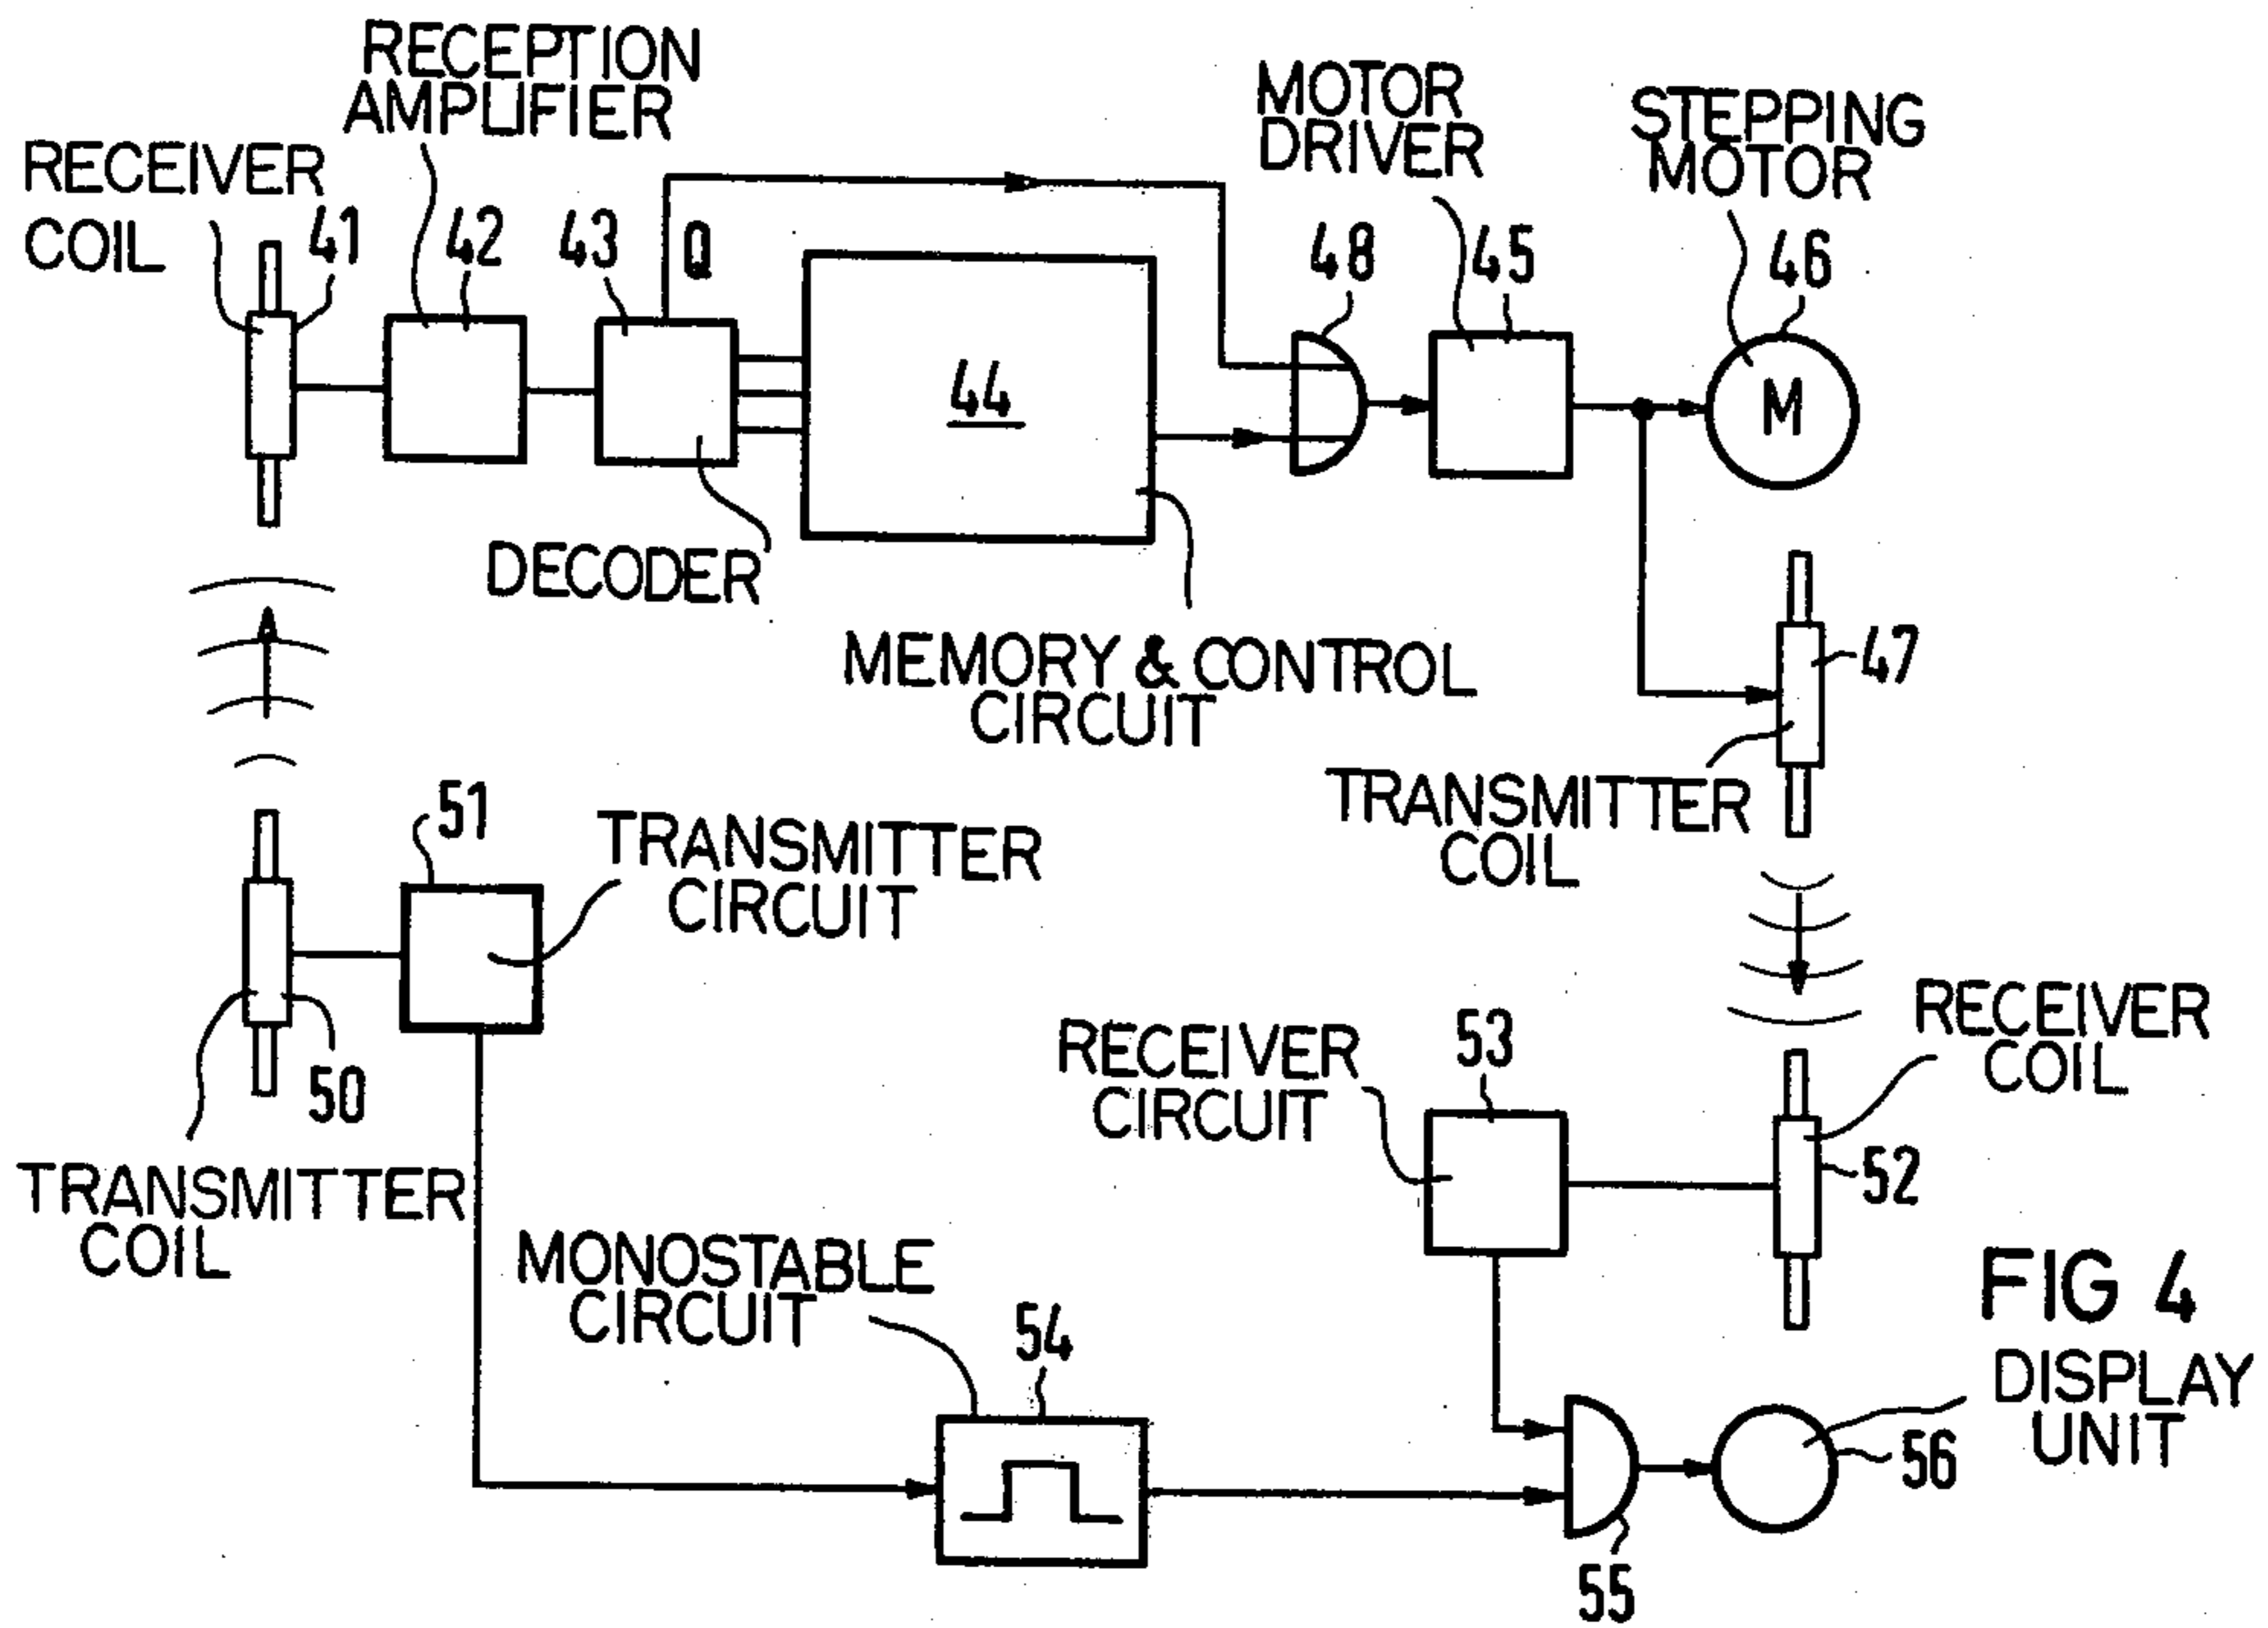 RECEPTION
AMPLIFIER
MOTOR
DRIVER
STEPPING
MOTOR
RECEIVER
COIL
41
42
43
Q
48
45
46
44
M
DECODER
MEMORY & CONTROL
CIRCUIT
47
TRANSMITTER
COIL
51
TRANSMITTER
CIRCUIT
50
TRANSMITTER
COIL
RECEIVER
CIRCUIT
53
RECEIVER
COIL
52
MONOSTABLE
CIRCUIT
54
FIG 4
DISPLAY
UNIT
56
55